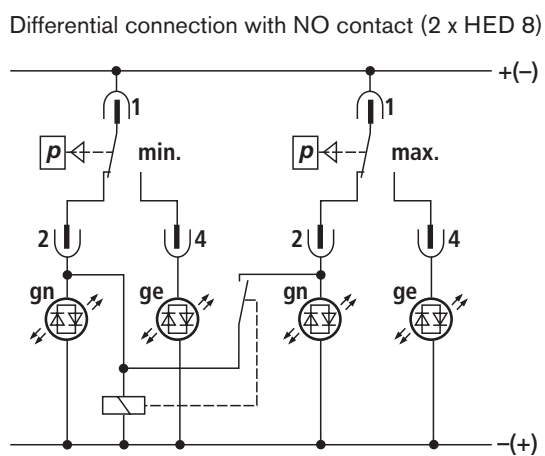 Differential connection with NO contact (2 x HED 8)
+(–)
1 1
p min. p max.
2 4 2 4
gn ge gn ge
–(+)